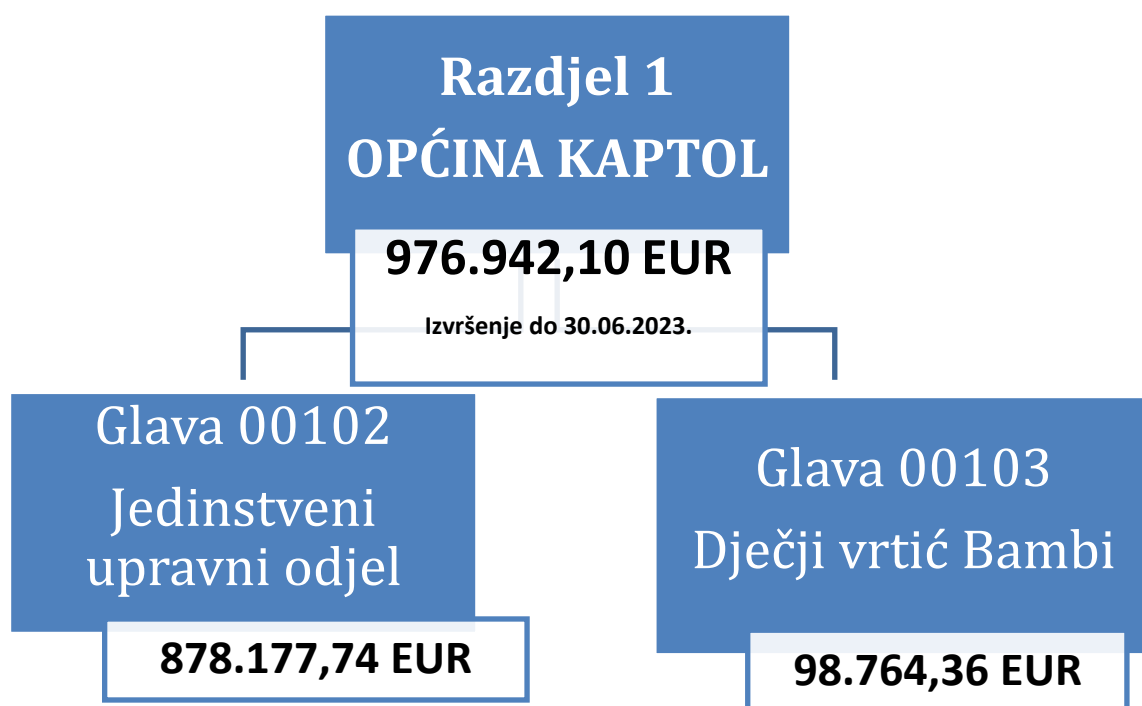 Razdjel 1
OPĆINA KAPTOL
976.942,10 EUR
Izvršenje do 30.06.2023.
Glava 00102
Jedinstveni
upravni odjel
878.177,74 EUR
Glava 00103
Dječji vrtić Bambi
98.764,36 EUR